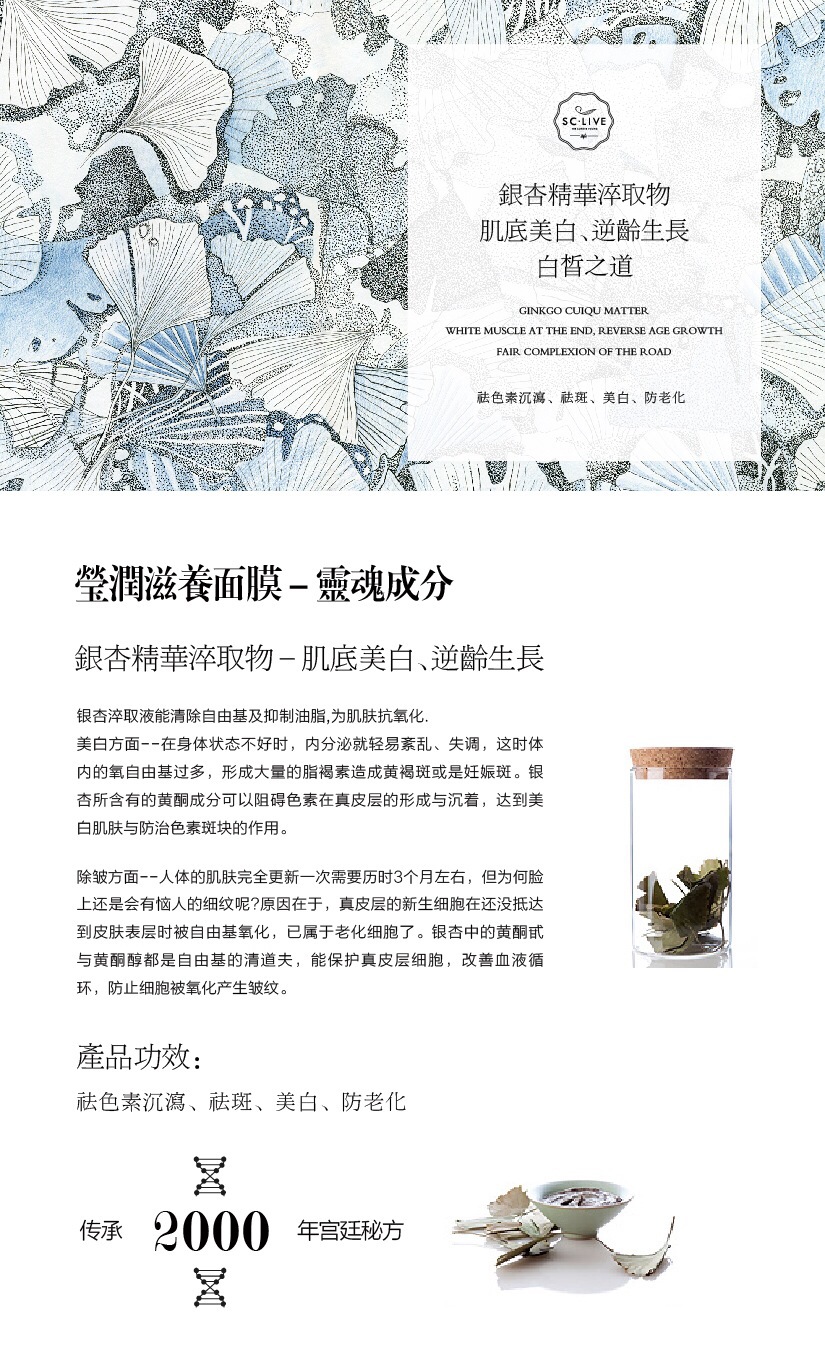 SC·LIVE
銀杏精華淬取物
肌底美白、逆齡生長
白皙之道
GINKGO CUIQU MATTER
WHITE MUSCLE AT THE END, REVERSE AGE GROWTH
FAIR COMPLEXION OF THE ROAD
祛色素沉瀉、祛斑、美白、防老化
瑩潤滋養面膜－靈魂成分
銀杏精華淬取物－肌底美白、逆齡生長
银杏淬取液能清除自由基及抑制油脂,为肌肤抗氧化.
美白方面--在身体状态不好时，内分泌就轻易紊乱、失调，这时体
内的氧自由基过多，形成大量的脂褐素造成黄褐斑或是妊娠斑。银
杏所含有的黄酮成分可以阻碍色素在真皮层的形成与沉着，达到美
白肌肤与防治色素斑块的作用。
除皱方面--人体的肌肤完全更新一次需要历时3个月左右，但为何脸
上还是会有恼人的细纹呢?原因在于，真皮层的新生细胞在还没抵达
到皮肤表层时被自由基氧化，已属于老化细胞了。银杏中的黄酮甙
与黄酮醇都是自由基的清道夫，能保护真皮层细胞，改善血液循
环，防止细胞被氧化产生皱纹。
產品功效：
祛色素沉瀉、祛斑、美白、防老化
传承 2000 年宫廷秘方